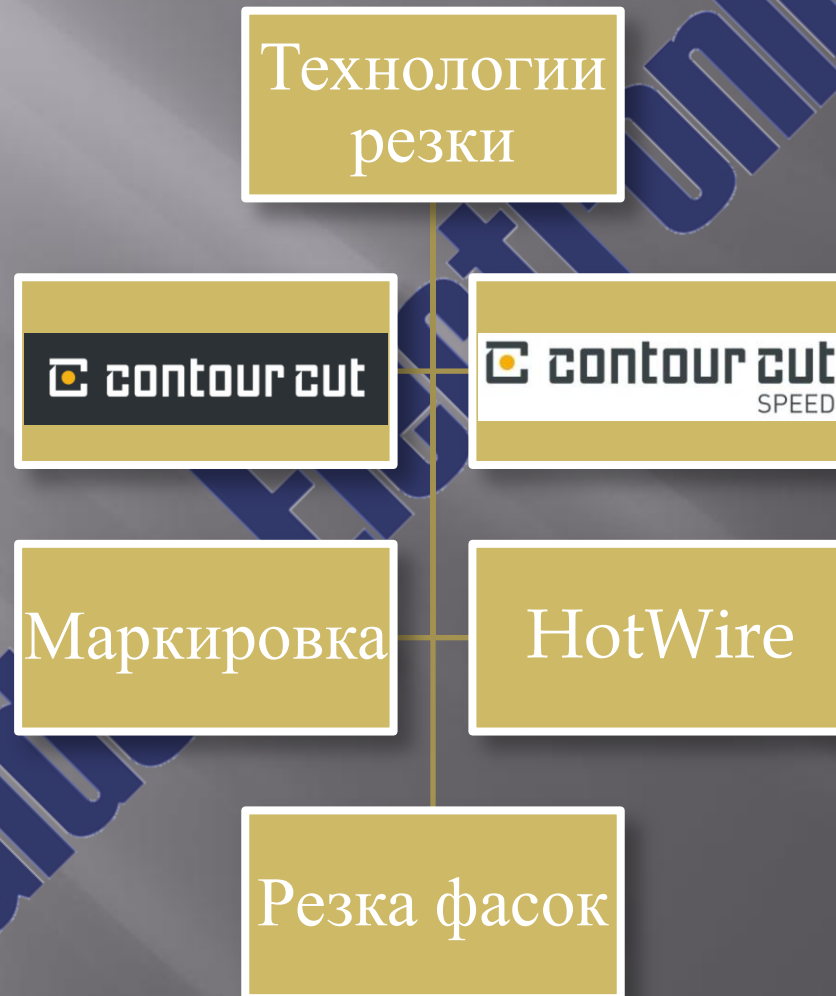 Технологии
резки
contour cut
contour cut
SPEED
Маркировка
HotWire
Резка фасок